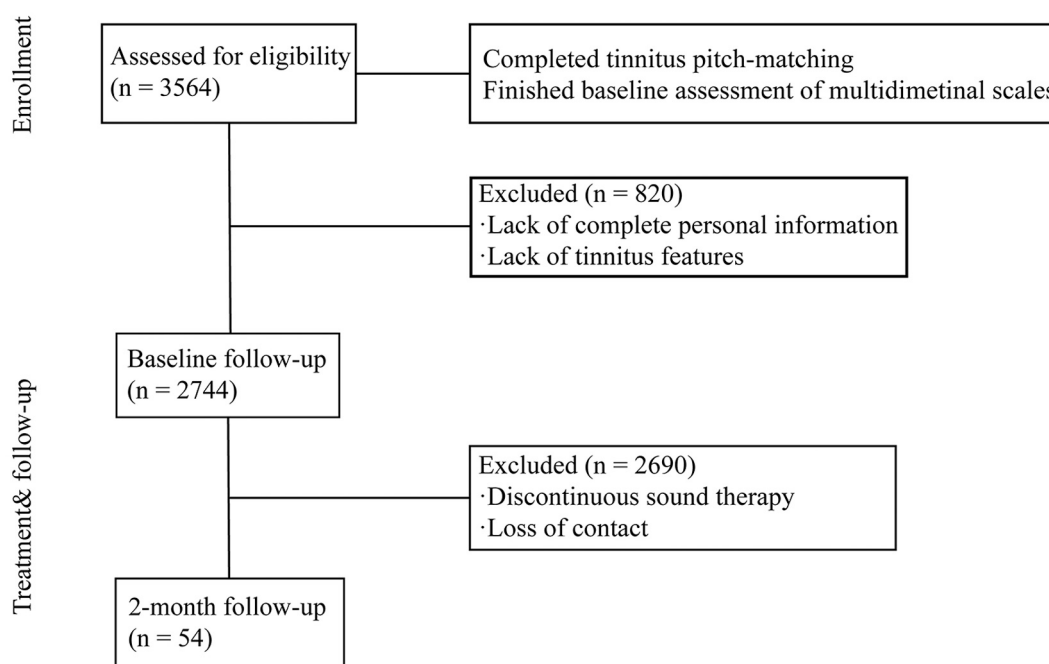 Enrollment
Assessed for eligibility
(n = 3564)
Completed tinnitus pitch-matching
Finished baseline assessment of multidimetinal scales
Excluded (n = 820)
·Lack of complete personal information
·Lack of tinnitus features
Treatment& follow-up
Baseline follow-up
(n = 2744)
Excluded (n = 2690)
·Discontinuous sound therapy
·Loss of contact
2-month follow-up
(n = 54)